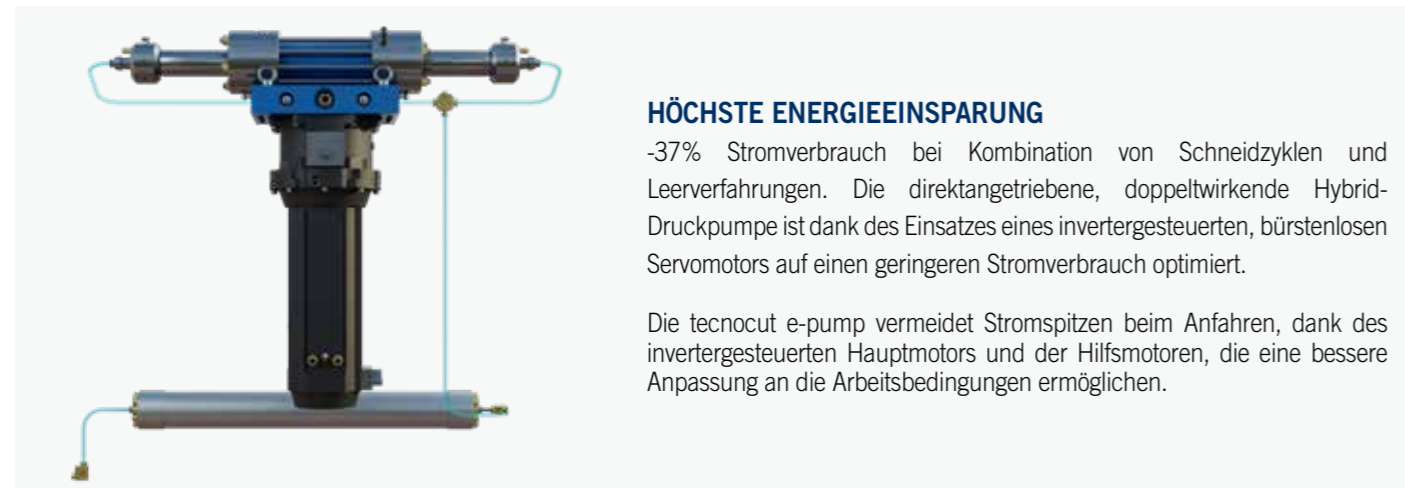 HÖCHSTE ENERGIEEINSPARUNG
-37% Stromverbrauch bei Kombination von Schneidzyklen und
Leerverfahrungen. Die direktangetriebene, doppeltwirkende Hybrid-
Druckpumpe ist dank des Einsatzes eines invertergesteuerten, bürstenlosen
Servomotors auf einen geringeren Stromverbrauch optimiert.
Die tecnocut e-pump vermeidet Stromspitzen beim Anfahren, dank des
invertergesteuerten Hauptmotors und der Hilfsmotoren, die eine bessere
Anpassung an die Arbeitsbedingungen ermöglichen.